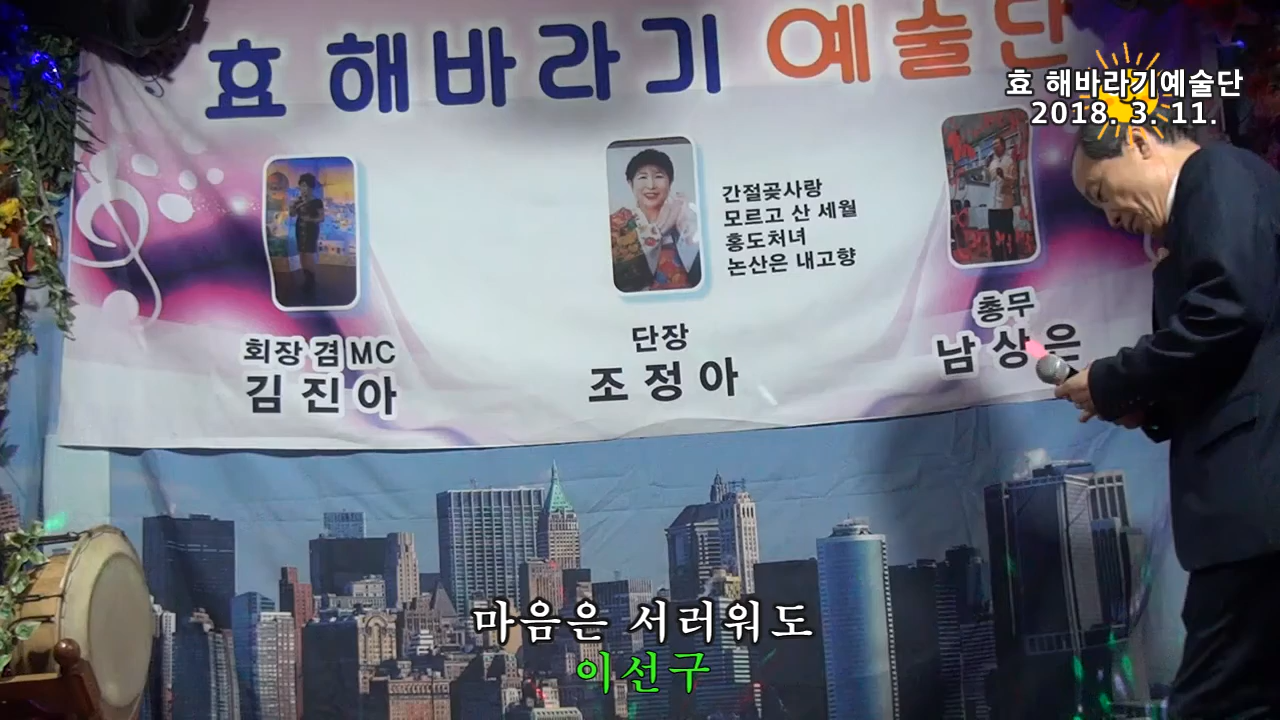 효 해바라기 예술단
효 해바라기예술단
2018. 3. 11.
간절곶사랑
모르고 산 세월
홍도처녀
논산은 내고향
회장 겸 MC
김진아
단장
조정아
총무
남상은
마음은 서러워도
이선구